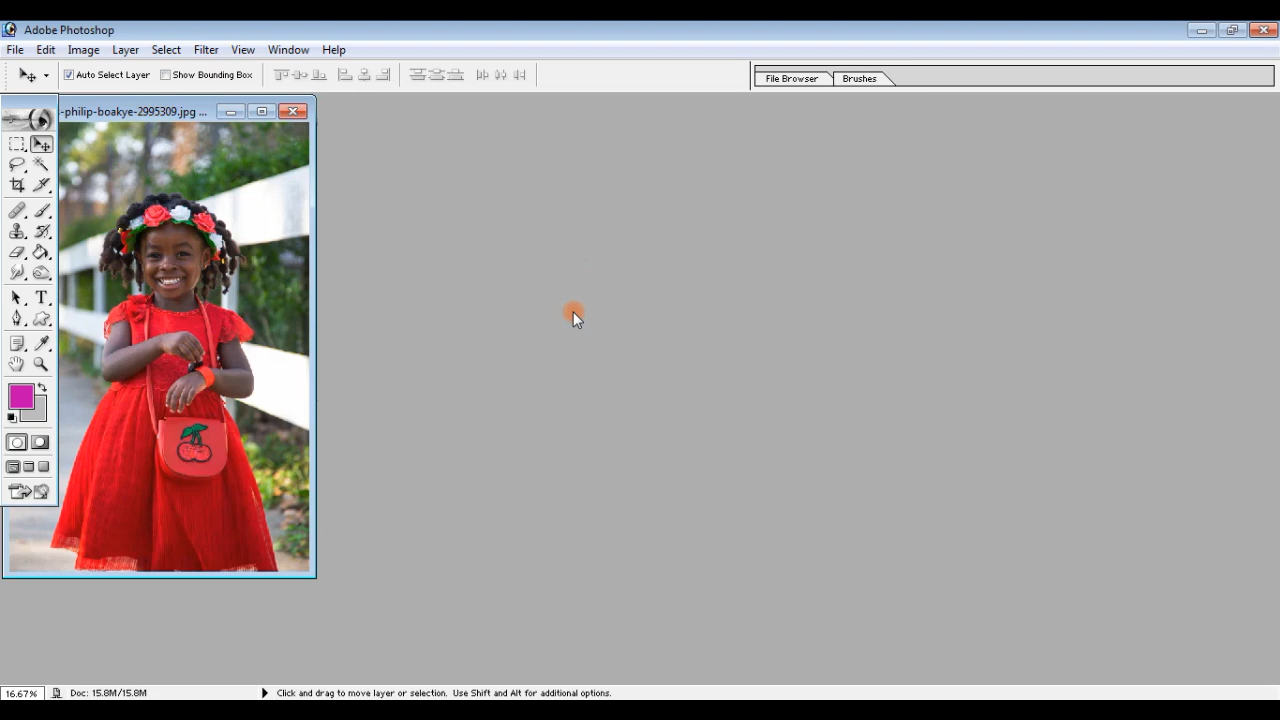 Adobe Photoshop
File Edit Image Layer Select Filter View Window Help
Auto Select Layer Show Bounding Box File Browser Brushes
-philip-boakye-2995309.jpg ...
T
16.67% Doc: 15.8M/15.8M Click and drag to move layer or selection. Use Shift and Alt for additional options.